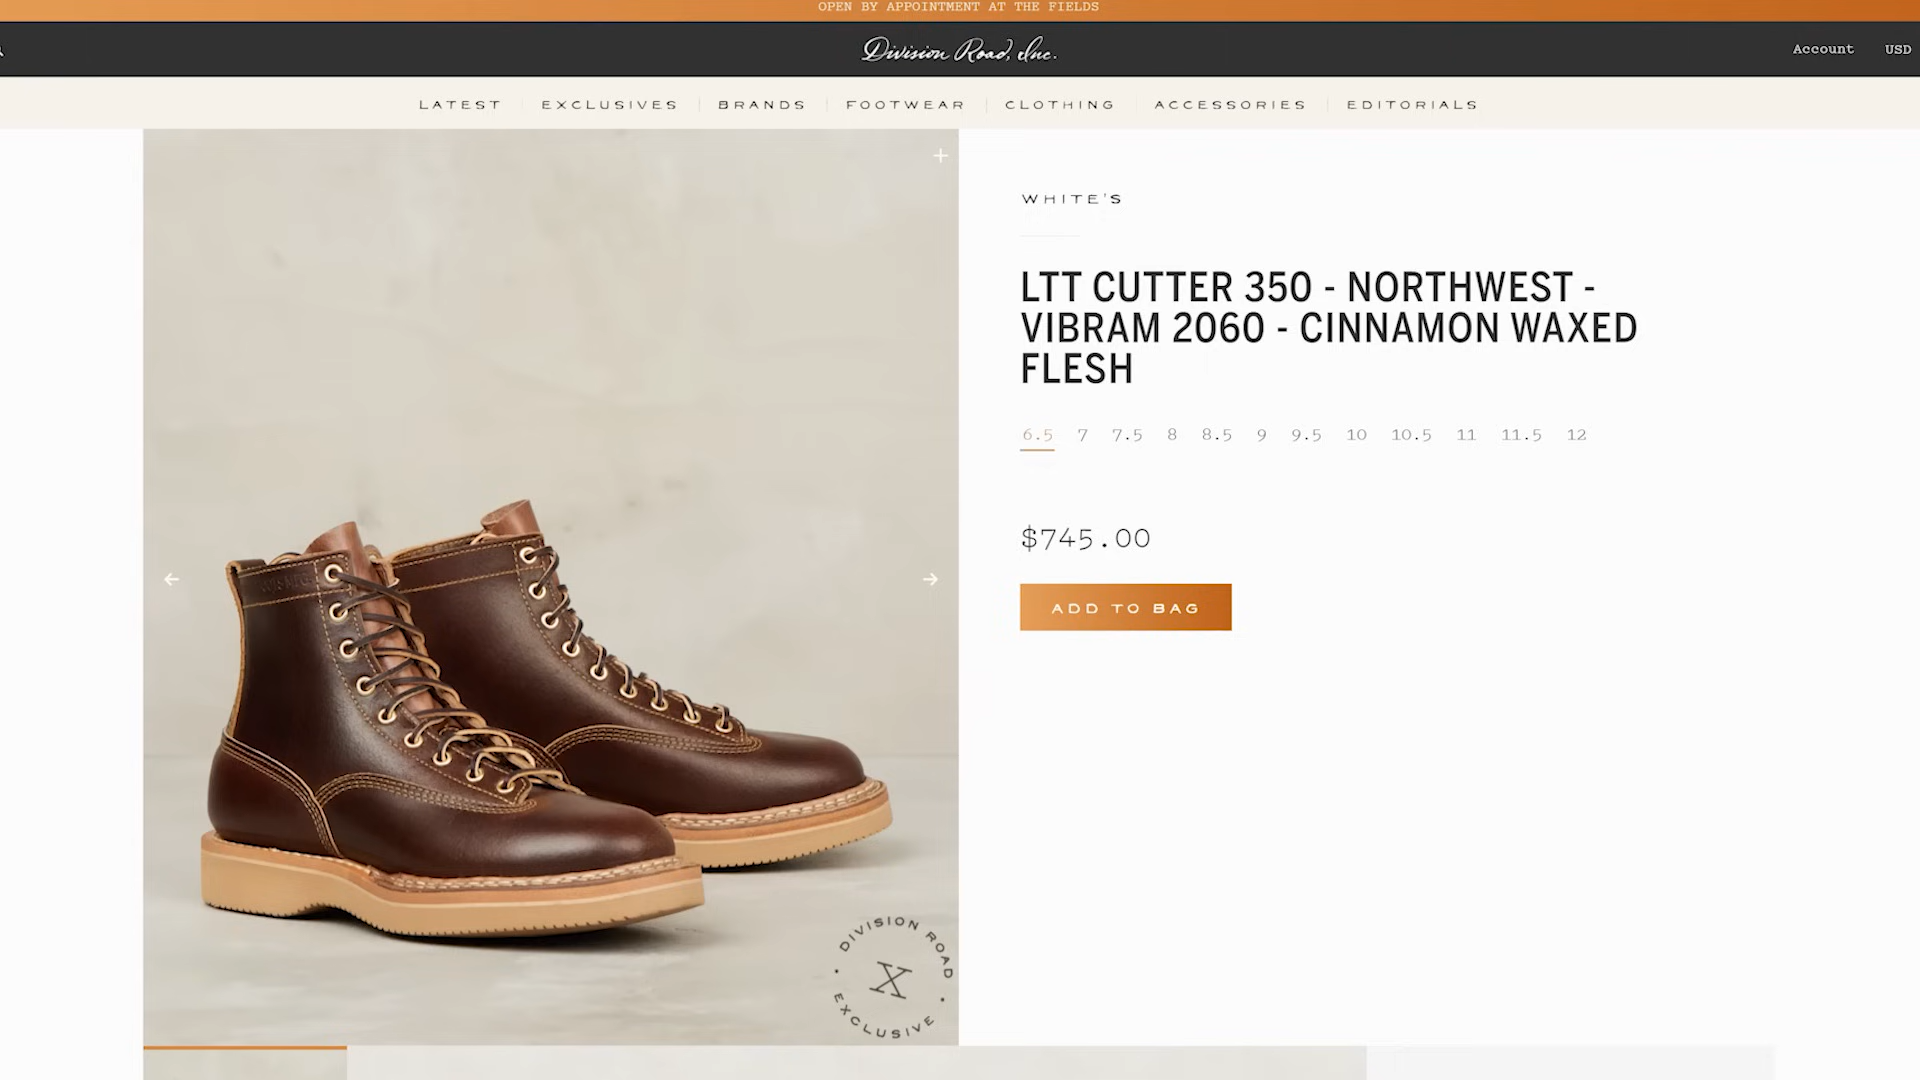 OPEN BY APPOINTMENT AT THE FIELDS
Division Road, Inc.
Account
USD
LATEST
EXCLUSIVES
BRANDS
FOOTWEAR
CLOTHING
ACCESSORIES
EDITORIALS
WHITE'S
LTT CUTTER 350 - NORTHWEST -
VIBRAM 2060 - CINNAMON WAXED
FLESH
6.5 7 7.5 8 8.5 9 9.5 10 10.5 11 11.5 12
$745.00
ADD TO BAG
DIVISION ROAD
X
EXCLUSIVE